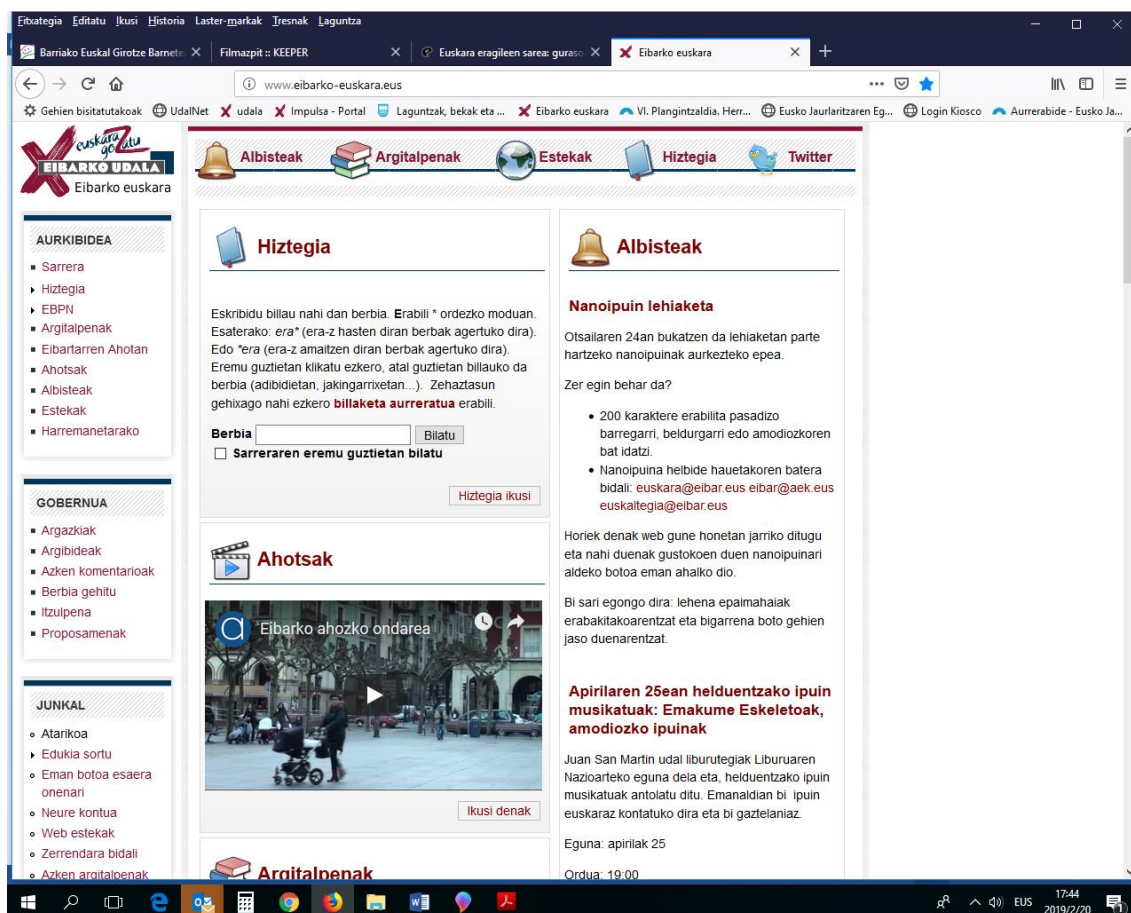 Fitxategia Editatu Ikusi Historia Laster-markak Tresnak Laguntza
Barriako Euskal Girotze Barnete
Filmazpit :: KEEPER
Euskara eragileen sarea: guraso
Eibarko euskara
www.eibarko-euskara.eus
Gehien bisitatutakoak UdalNet udala Impulsa - Portal Laguntzak, bekak eta ... Eibarko euskara VI. Plangintzaldia. Herr... Eusko Jaurlaritzaren Eg... Login Kiosco Aurrerabide - Eusko Ja...
euskara
go Z atu
EIBARKO UDALA
Eibarko euskara
Albisteak Argitalpenak Estekak Hiztegia Twitter
AURKIBIDEA
Sarrera
Hiztegia
EBPN
Argitalpenak
Eibartarren Ahotan
Ahotsak
Albisteak
Estekak
Harremanetarako
GOBERNUA
Argazkiak
Argibideak
Azken komentarioak
Berbia gehitu
Itzulpena
Proposamenak
JUNKAL
Atarikoa
Edukia sortu
Eman botoa esaera
onenari
Neure kontua
Web estekak
Zerrendara bidali
Azken argitalpenak
Hiztegia
Eskribidu billau nahi dan berbia. Erabili * ordezko moduan.
Esaterako: era* (era-z hasten diran berbak agertuko dira).
Edo *era (era-z amaitzen diran berbak agertuko dira).
Eremu guztietan klikatu ezkero, atal guztietan billauko da
berbia (adibidietan, jakingarrixetan...). Zehaztasun
gehixago nahi ezkero billaketa aurreratua erabili.
Berbia Bilatu
Sarreraren eremu guztietan bilatu
Hiztegia ikusi
Ahotsak
Eibarko ahozko ondarea
Ikusi denak
Argitalpenak
Albisteak
Nanoipuin lehiaketa
Otsailaren 24an bukatzen da lehiaketan parte
hartzeko nanoipuinak aurkezteko epea.
Zer egin behar da?
200 karaktere erabilita pasadizo
barregarri, beldurgarri edo amodiozkoren
bat idatzi.
Nanoipuina helbide hauetakoren batera
bidali: euskara@eibar.eus eibar@aek.eus
euskaltegia@eibar.eus
Horiek denak web gune honetan jarriko ditugu
eta nahi duenak gustokoen duen nanoipuinari
aldeko botoa eman ahalko dio.
Bi sari egongo dira: lehena epaimahaiak
erabakitakoarentzat eta bigarrena boto gehien
jaso duenarentzat.
Apirilaren 25ean helduentzako ipuin
musikatuak: Emakume Eskeletoak,
amodiozko ipuinak
Juan San Martin udal liburutegiak Liburuaren
Nazioarteko eguna dela eta, helduentzako ipuin
musikatuak antolatu ditu. Emanaldian bi ipuin
euskaraz kontatuko dira eta bi gaztelaniaz.
Eguna: apirilak 25
Ordua: 19:00
EUS
17:44
2019/2/20